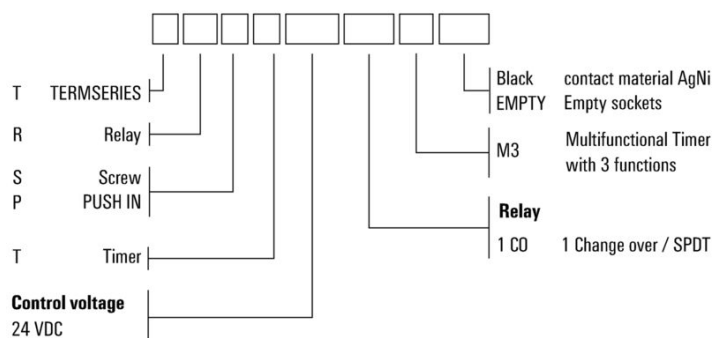 T TERMSERIES
R Relay
S Screw
P PUSH IN
T Timer
Control voltage
24 VDC
Black contact material AgNi
EMPTY Empty sockets
M3 Multifunctional Timer
with 3 functions
Relay
1 CO 1 Change over / SPDT